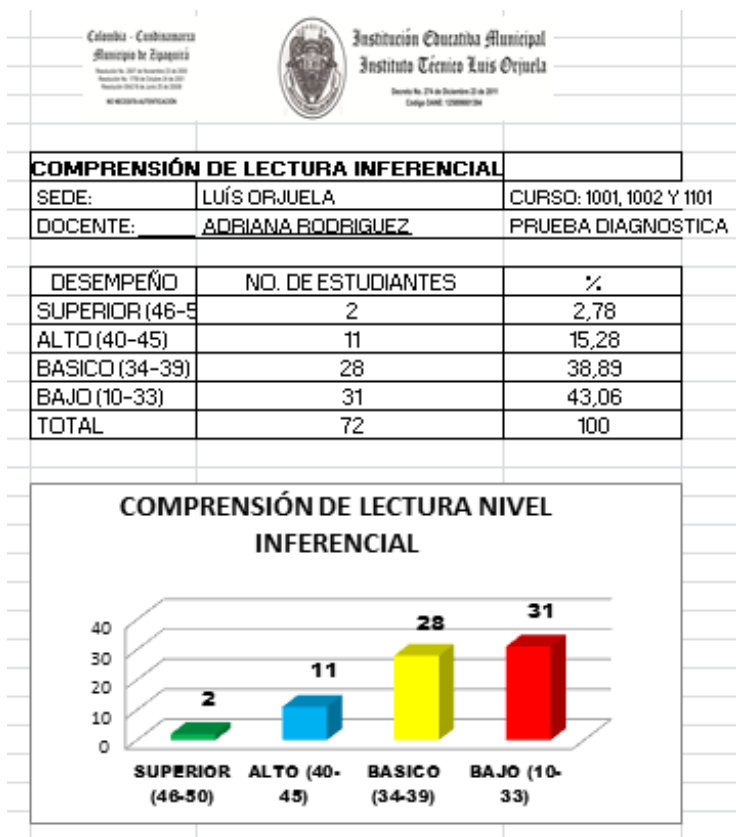 Colombia - Cundinamarca
Municipio de Zipaquirá
NO NECESITA AUTENTICACIÓN
Institución Educativa Municipal
Instituto Técnico Luis Orjuela
COMPRENSIÓN DE LECTURA INFERENCIAL
SEDE: LUÍS ORJUELA CURSO: 1001, 1002 Y 1101
DOCENTE: ADRIANA RODRIGUEZ PRUEBA DIAGNOSTICA
DESEMPEÑO NO. DE ESTUDIANTES %
SUPERIOR (46-5 2 2,78
ALTO (40-45) 11 15,28
BASICO (34-39) 28 38,89
BAJO (10-33) 31 43,06
TOTAL 72 100
COMPRENSIÓN DE LECTURA NIVEL
INFERENCIAL
40
30
20
10
0
2
11
28
31
SUPERIOR (46-50)
ALTO (40-45)
BASICO (34-39)
BAJO (10-33)